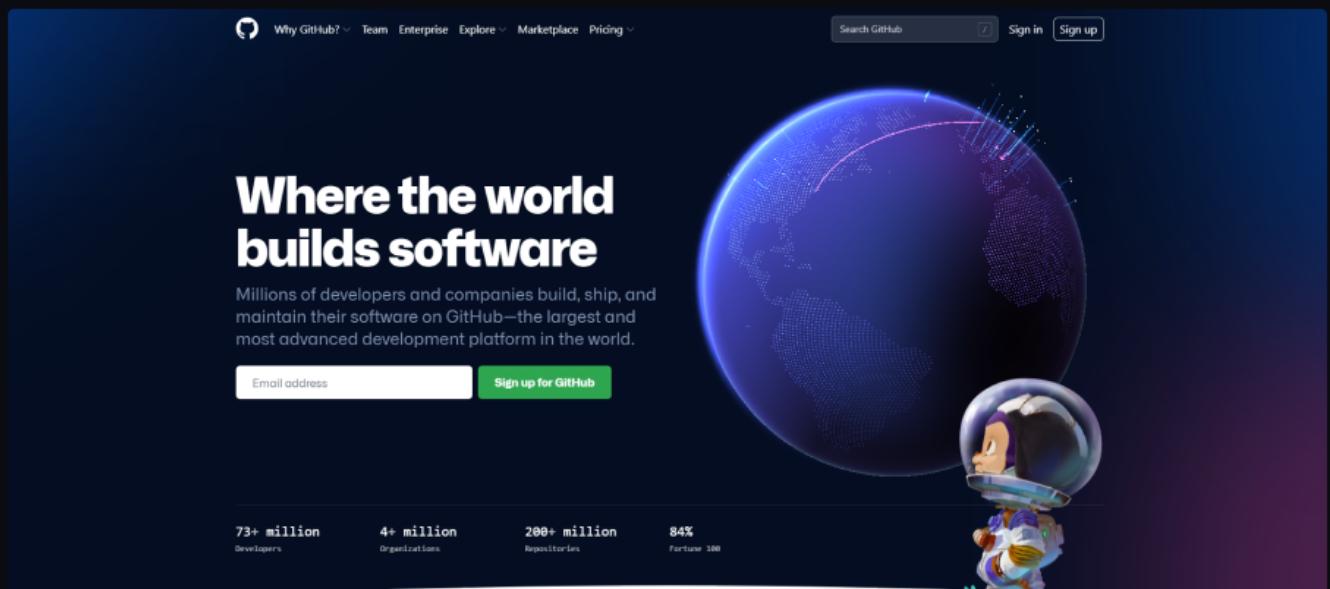 Why GitHub? Team Enterprise Explore Marketplace Pricing Search GitHub / Sign in Sign up
Where the world
builds software
Millions of developers and companies build, ship, and
maintain their software on GitHub—the largest and
most advanced development platform in the world.
Email address Sign up for GitHub
73+ million 4+ million 200+ million 84%
Developers Organizations Repositories Fortune 100